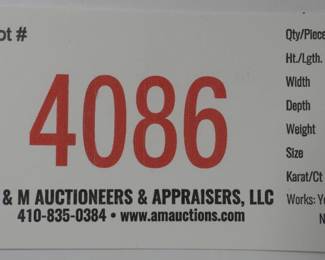 ot #
4086
& M AUCTIONEERS & APPRAISERS, LLC
410-835-0384 • www.amauctions.com
Qty/Piece
Ht./Lgth.
Width
Depth
Weight
Size
Karat/Ct
Works: Ye
N